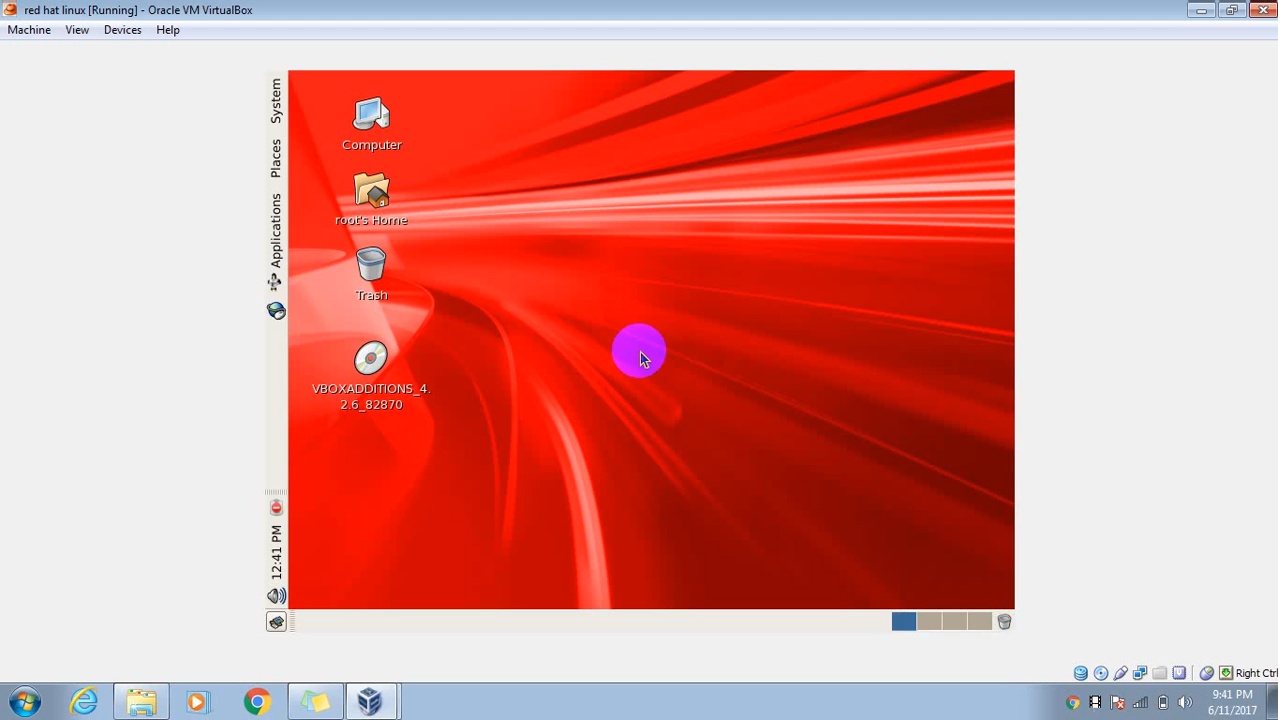 red hat linux [Running] - Oracle VM VirtualBox
Machine View Devices Help
System
Places
Applications
Computer
root's Home
Trash
VBOXADDITIONS_4.
2.6_82870
12:41 PM
Right Ctrl
9:41 PM
6/11/2017